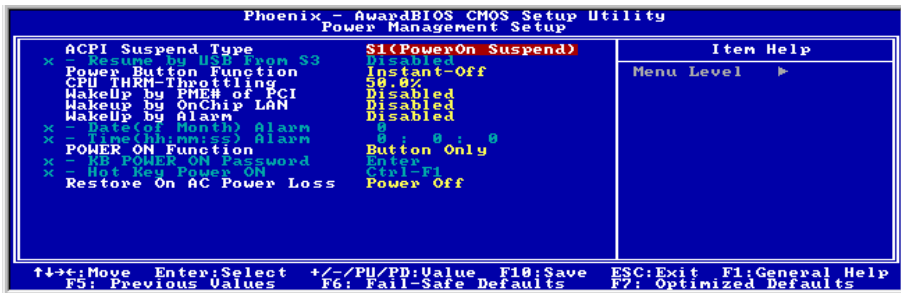 Phoenix - AwardBIOS CMOS Setup Utility
Power Management Setup
ACPI Suspend Type S1(PowerOn Suspend) Item Help
x - Resume by USB From S3 Disabled
Power Button Function Instant-Off Menu Level ►
CPU THRM-Throttling 50.0%
WakeUp by PME# of PCI Disabled
WakeUp by OnChip LAN Disabled
WakeUp by Alarm Disabled
x - Date(of Month) Alarm 0
x - Time(hh:mm:ss) Alarm 0 : 0 : 0
POWER ON Function Button Only
x - KB POWER ON Password Enter
x - Hot Key Power ON Ctrl-F1
Restore On AC Power Loss Power Off
↑↓→←:Move Enter:Select +/-/PU/PD:Value F10:Save ESC:Exit F1:General Help
F5: Previous Values F6: Fail-Safe Defaults F7: Optimized Defaults